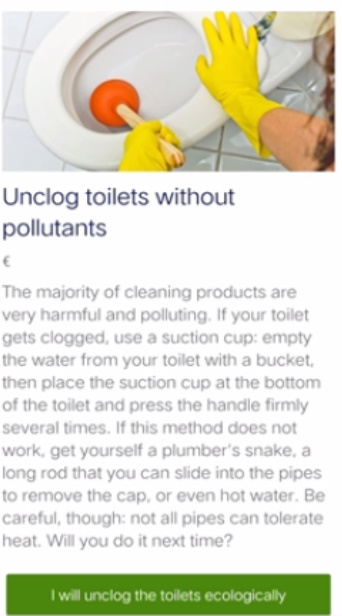 Unclog toilets without
pollutants
€
The majority of cleaning products are
very harmful and polluting. If your toilet
gets clogged, use a suction cup: empty
the water from your toilet with a bucket,
then place the suction cup at the bottom
of the toilet and press the handle firmly
several times. If this method does not
work, get yourself a plumber's snake, a
long rod that you can slide into the pipes
to remove the cap, or even hot water. Be
careful, though: not all pipes can tolerate
heat. Will you do it next time?
I will unclog the toilets ecologically